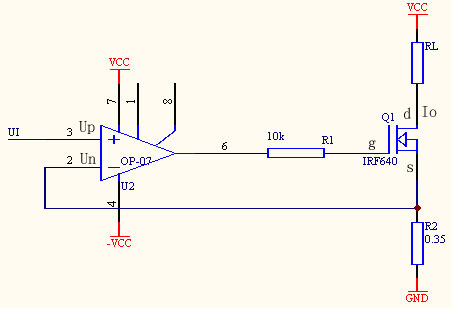 VCC
RL
VCC
7
1
8
Q1
d
Io
UI
3
Up
+
6
10k
R1
g
2
Un
OP-07
IRF640
s
U2
4
-VCC
R2
0.35
GND